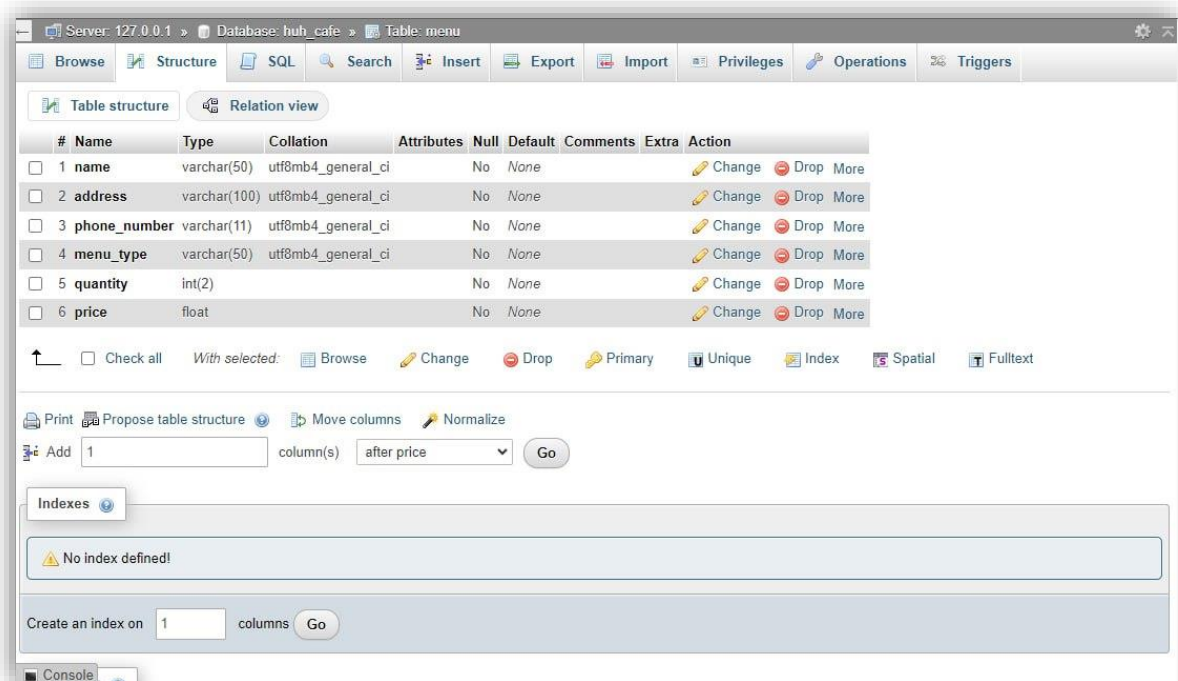 Server: 127.0.0.1 » Database: huh_cafe » Table: menu
Browse Structure SQL Search Insert Export Import Privileges Operations Triggers
Table structure Relation view
# Name Type Collation Attributes Null Default Comments Extra Action
1 name varchar(50) utf8mb4_general_ci No None Change Drop More
2 address varchar(100) utf8mb4_general_ci No None Change Drop More
3 phone_number varchar(11) utf8mb4_general_ci No None Change Drop More
4 menu_type varchar(50) utf8mb4_general_ci No None Change Drop More
5 quantity int(2) No None Change Drop More
6 price float No None Change Drop More
Check all With selected: Browse Change Drop Primary Unique Index Spatial Fulltext
Print Propose table structure Move columns Normalize
Add 1 column(s) after price Go
Indexes
No index defined!
Create an index on 1 columns Go
Console